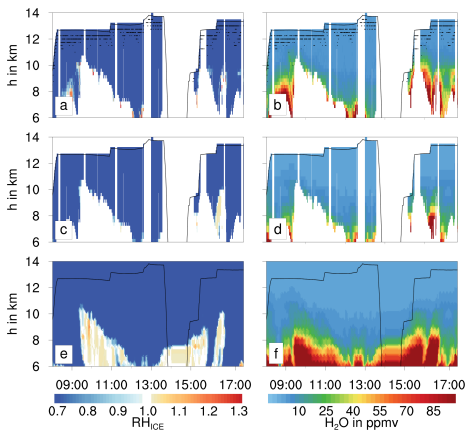 14
12
10
8
6
h in km
a
b
14
12
10
8
6
h in km
c
d
14
12
10
8
6
h in km
e
f
09:00 11:00 13:00 15:00 17:00 09:00 11:00 13:00 15:00 17:00
0.7 0.8 0.9 1.0 1.1 1.2 1.3 10 25 40 55 70 85
RH_ICE H₂O in ppmv